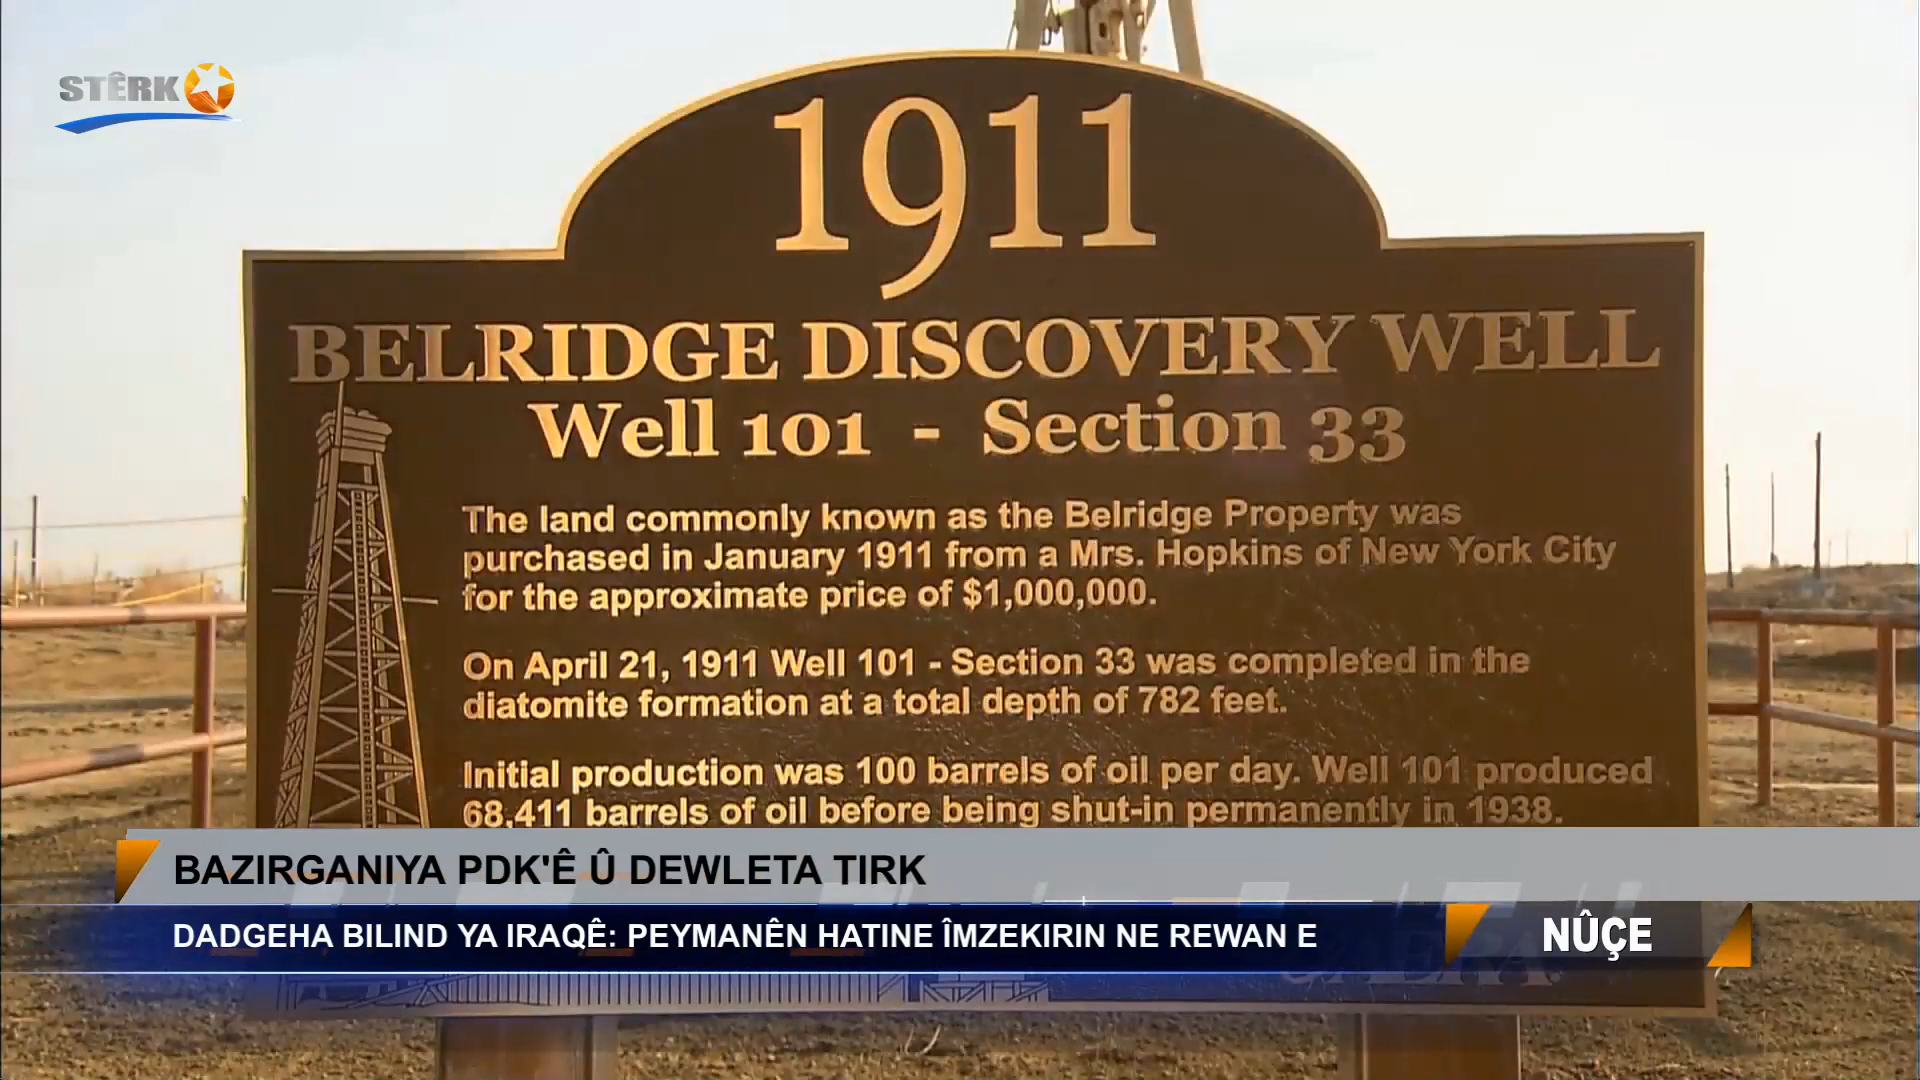 STÊRK
1911
BELRIDGE DISCOVERY WELL
Well 101 - Section 33
The land commonly known as the Belridge Property was
purchased in January 1911 from a Mrs. Hopkins of New York City
for the approximate price of $1,000,000.
On April 21, 1911 Well 101 - Section 33 was completed in the
diatomite formation at a total depth of 782 feet.
Initial production was 100 barrels of oil per day. Well 101 produced
68,411 barrels of oil before being shut-in permanently in 1938.
BAZIRGANIYA PDK'Ê Û DEWLETA TIRK
DADGEHA BILIND YA IRAQÊ: PEYMANÊN HATINE ÎMZEKIRIN NE REWAN E
NÛÇE